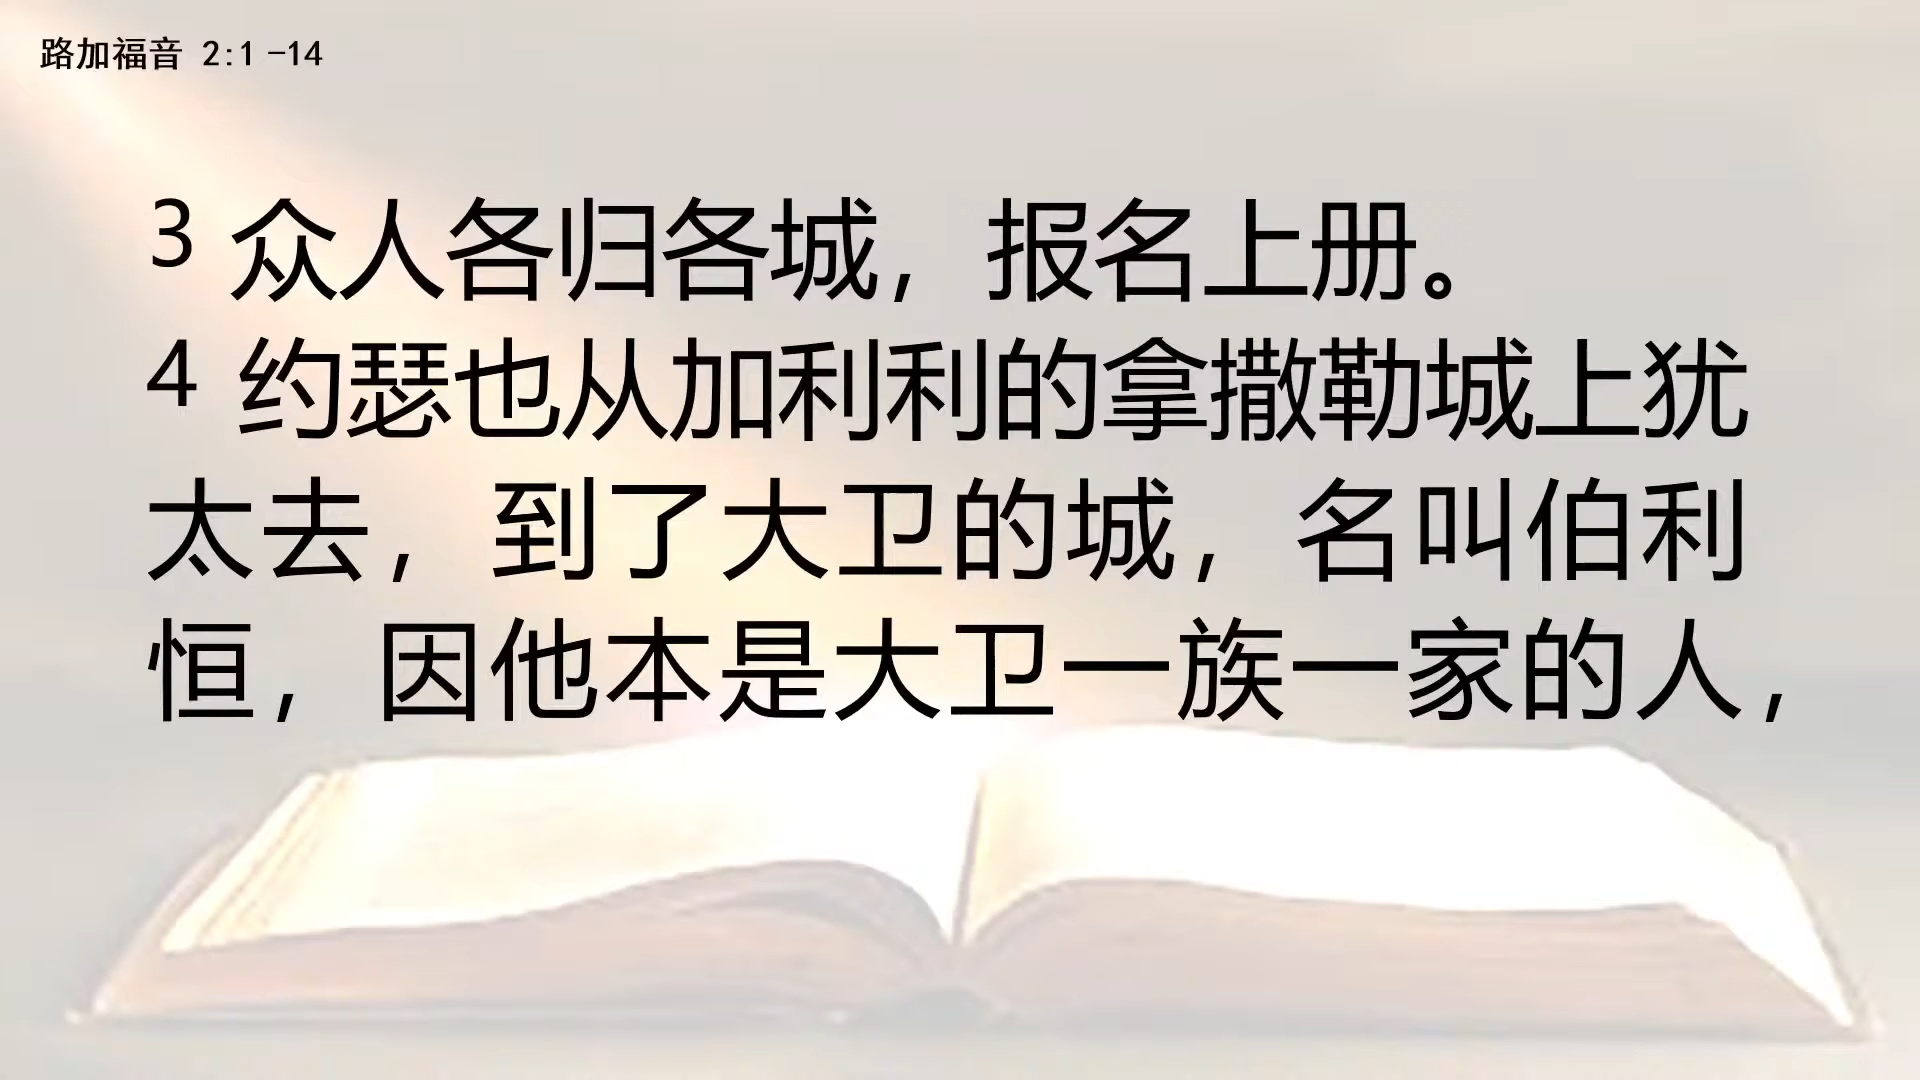 路加福音 2:1 -14
3 众人各归各城，报名上册。
4 约瑟也从加利利的拿撒勒城上犹
太去，到了大卫的城，名叫伯利
恒，因他本是大卫一族一家的人，